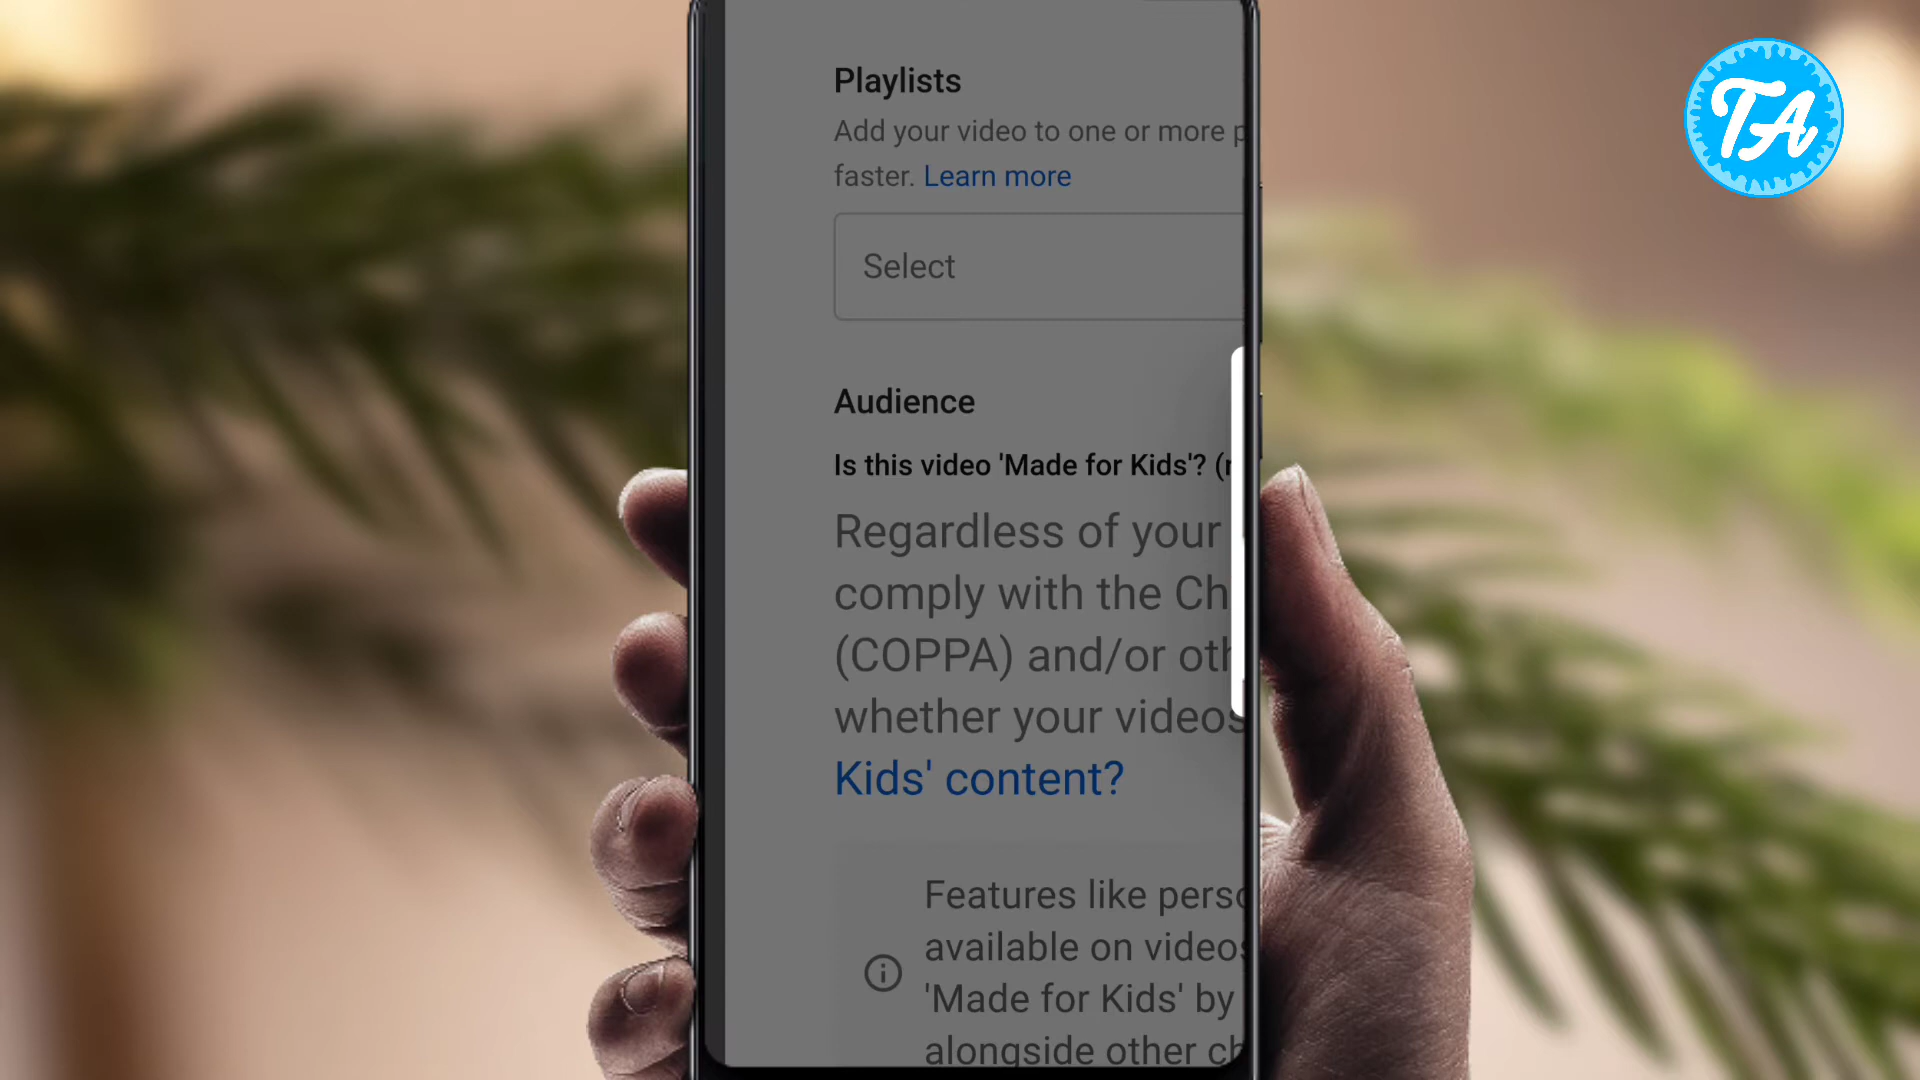 TA
Playlists
Add your video to one or more
faster. Learn more
Select
Audience
Is this video 'Made for Kids'?
Regardless of your
comply with the
(COPPA) and/or
whether your videos
Kids' content?
Features like
available on videos
'Made for Kids' by
alongside other